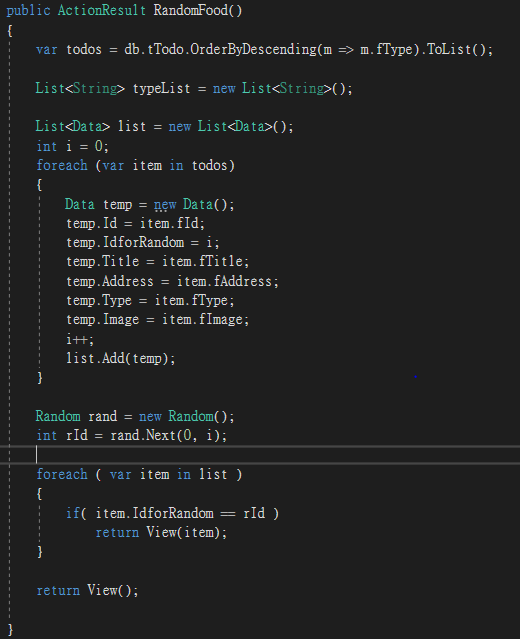 public ActionResult RandomFood()
{
var todos = db.tTodo.OrderByDescending(m => m.fType).ToList();
List<String> typeList = new List<String>();
List<Data> list = new List<Data>();
int i = 0;
foreach (var item in todos)
{
Data temp = new Data();
temp.Id = item.fId;
temp.IdforRandom = i;
temp.Title = item.fTitle;
temp.Address = item.fAddress;
temp.Type = item.fType;
temp.Image = item.fImage;
i++;
list.Add(temp);
}
Random rand = new Random();
int rId = rand.Next(0, i);
foreach ( var item in list )
{
if( item.IdforRandom == rId )
return View(item);
}
return View();
}